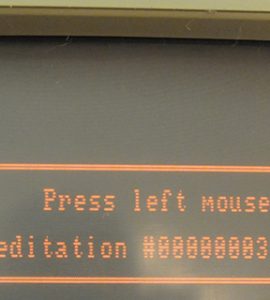 Press left mouse
editation #00000003